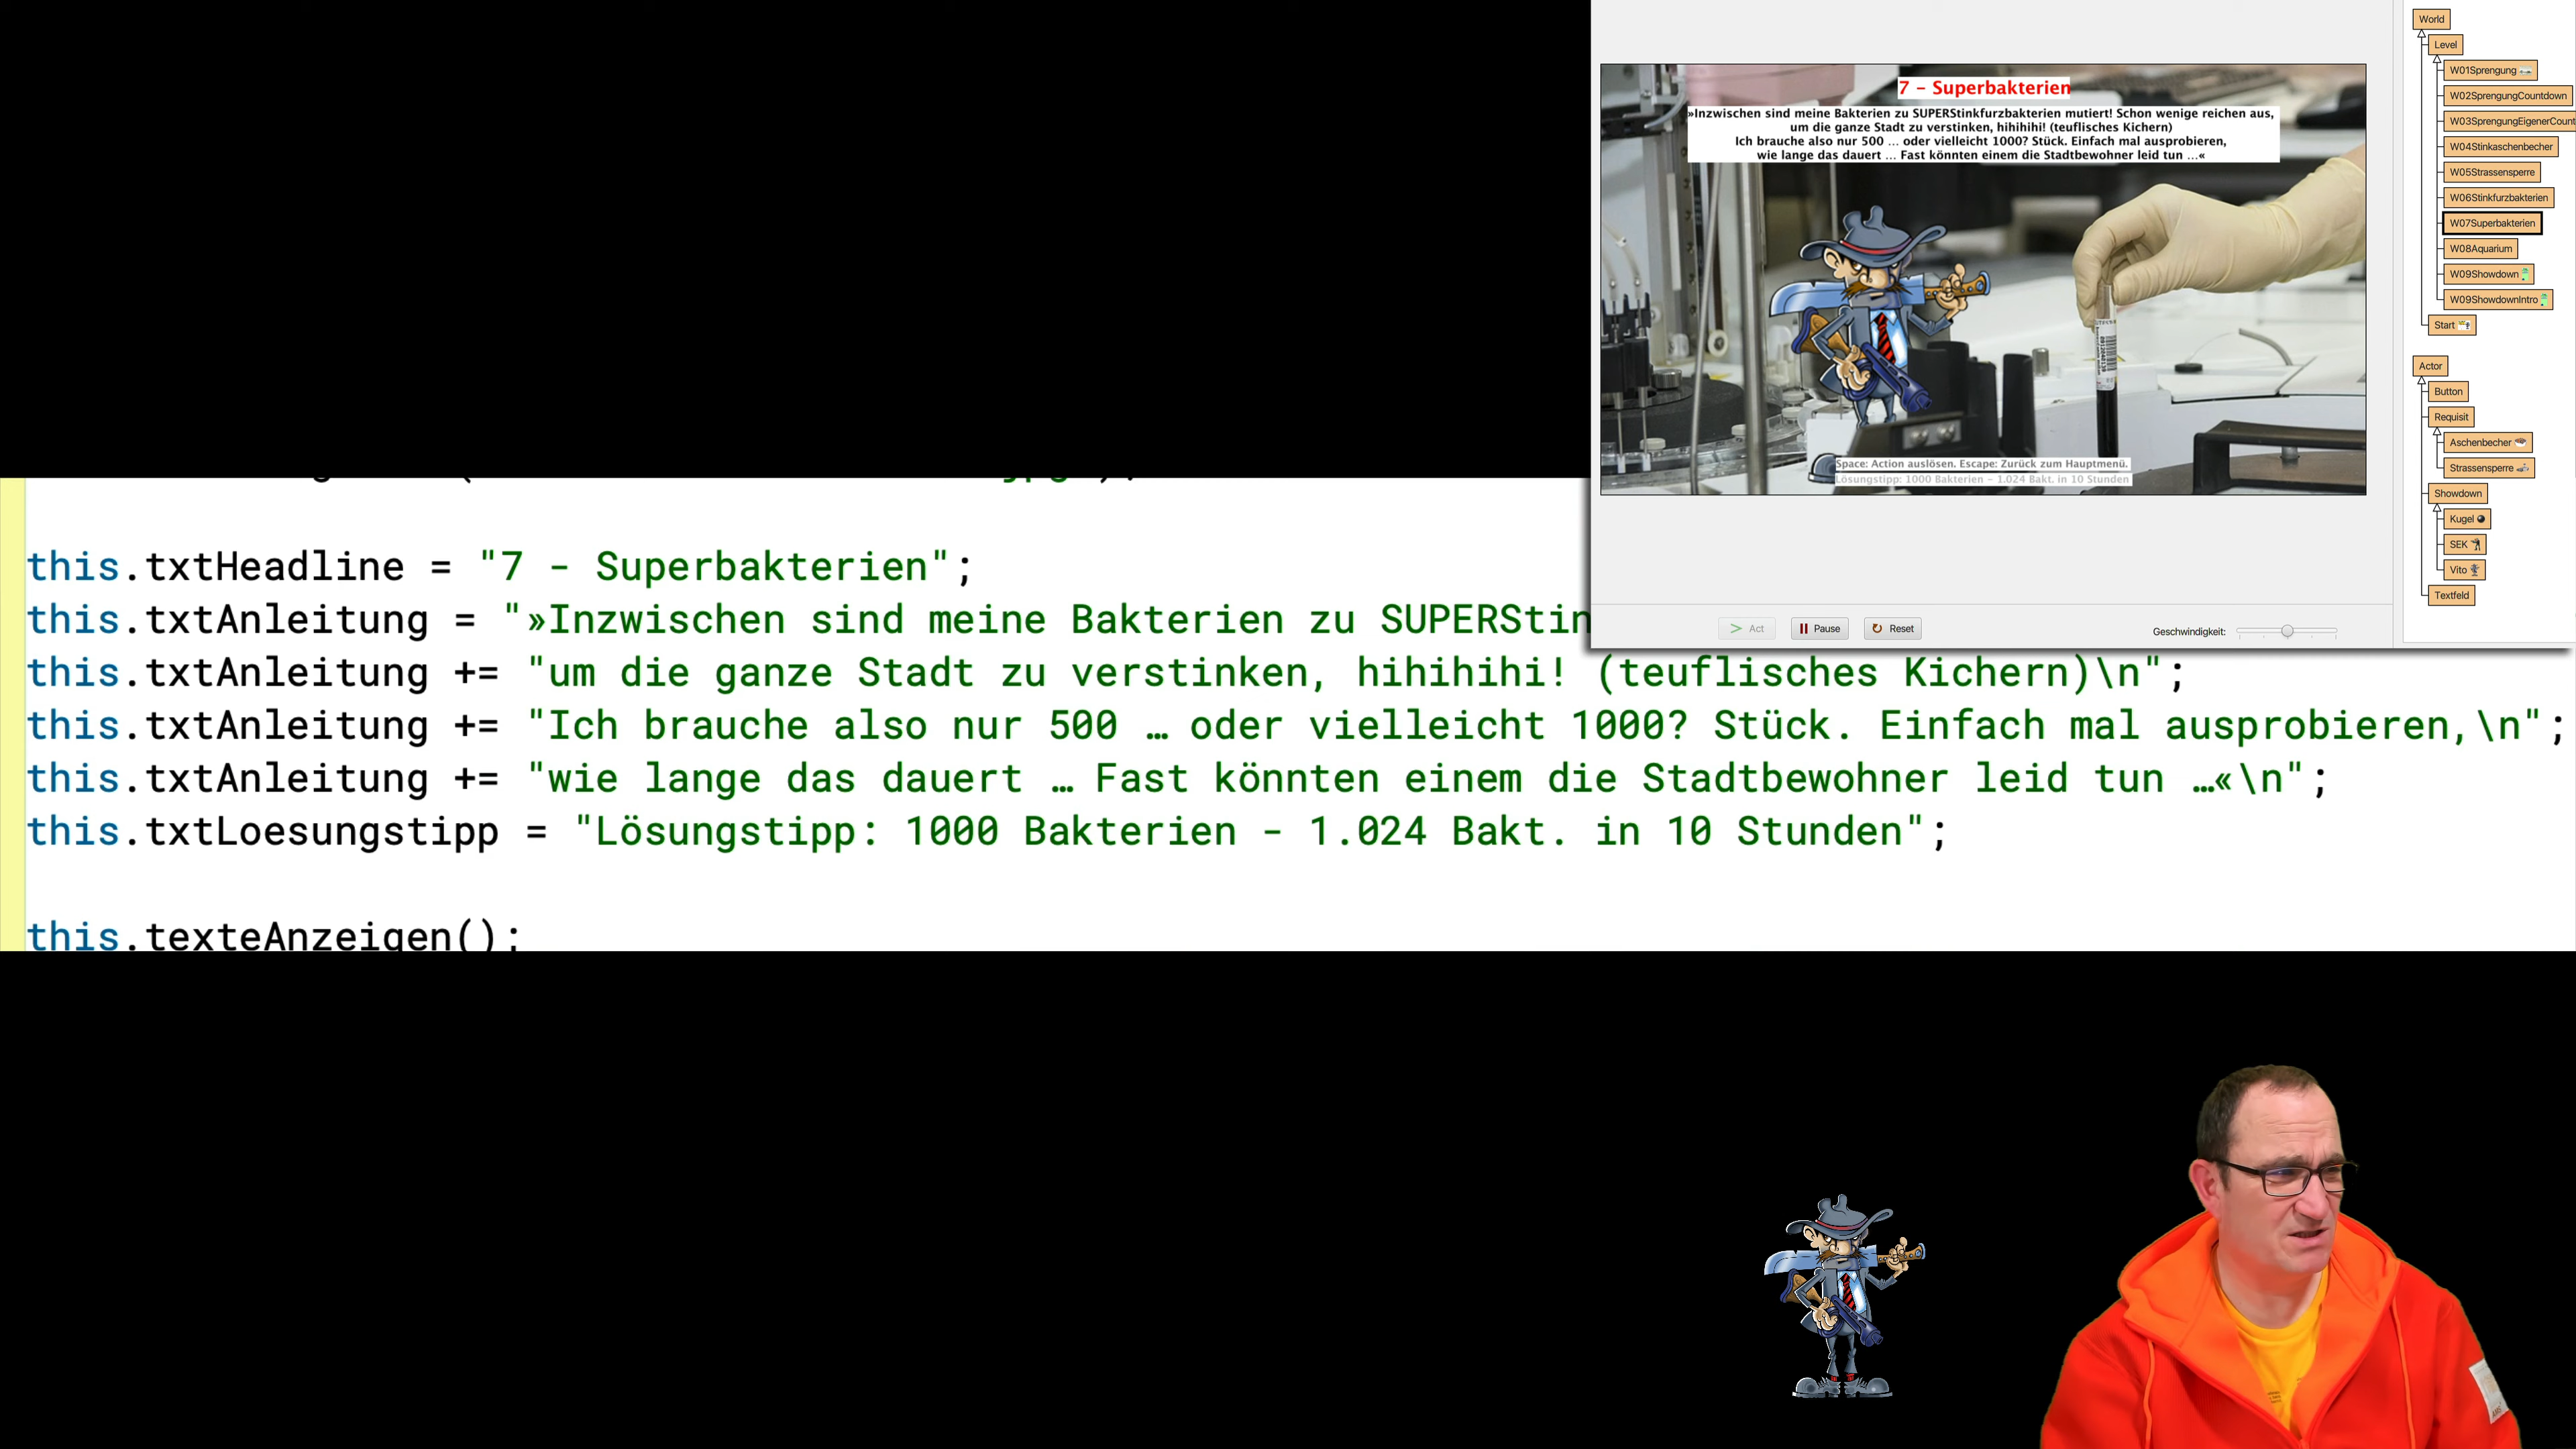 7 - Superbakterien
»Inzwischen sind meine Bakterien zu SUPERStinkfurzbakterien mutiert! Schon wenige reichen aus,
um die ganze Stadt zu verstinken, hihihihi! (teuflisches Kichern)
Ich brauche also nur 500 … oder vielleicht 1000? Stück. Einfach mal ausprobieren,
wie lange das dauert … Fast könnten einem die Stadtbewohner leid tun …«
Space: Action auslösen. Escape: Zurück zum Hauptmenü.
Lösungstipp: 1000 Bakterien - 1.024 Bakt. in 10 Stunden
> Act
Pause
Reset
Geschwindigkeit:
World
Level
W01Sprengung
W02SprengungCountdown
W03SprengungEigenerCount
W04Stinkaschenbecher
W05Strassensperre
W06Stinkfurzbakterien
W07Superbakterien
W08Aquarium
W09Showdown
W09ShowdownIntro
Start
Actor
Button
Requisit
Aschenbecher
Strassensperre
Showdown
Kugel
SEK
Vito
Textfeld
this.txtHeadline = "7 - Superbakterien";
this.txtAnleitung = "»Inzwischen sind meine Bakterien zu SUPERStin
this.txtAnleitung += "um die ganze Stadt zu verstinken, hihihihi! (teuflisches Kichern)\n";
this.txtAnleitung += "Ich brauche also nur 500 … oder vielleicht 1000? Stück. Einfach mal ausprobieren,\n";
this.txtAnleitung += "wie lange das dauert … Fast könnten einem die Stadtbewohner leid tun …«\n";
this.txtLoesungstipp = "Lösungstipp: 1000 Bakterien - 1.024 Bakt. in 10 Stunden";
this.texteAnzeigen();